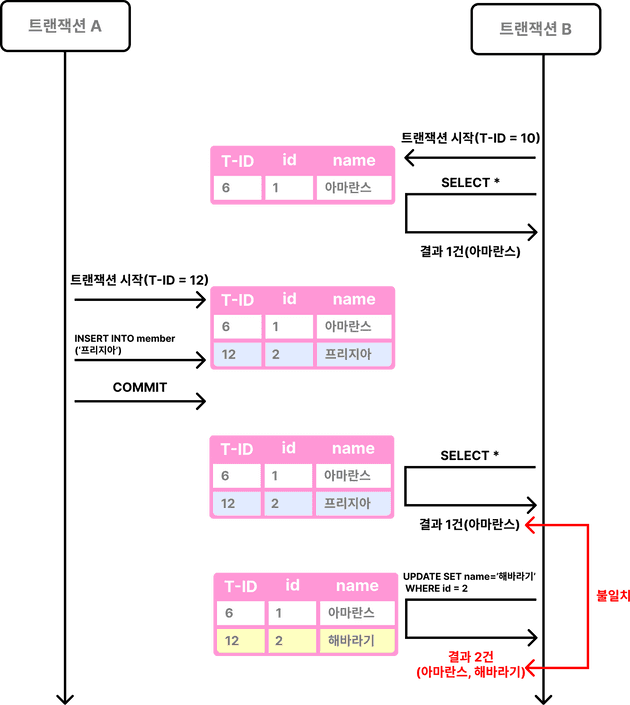 트랜잭션 A
트랜잭션 B
트랜잭션 시작(T-ID = 10)
T-ID id name
6 1 아마란스
SELECT *
결과 1건(아마란스)
트랜잭션 시작(T-ID = 12)
T-ID id name
6 1 아마란스
12 2 프리지아
INSERT INTO member
('프리지아')
COMMIT
T-ID id name
6 1 아마란스
12 2 프리지아
SELECT *
결과 1건(아마란스)
T-ID id name
6 1 아마란스
12 2 해바라기
UPDATE SET name='해바라기'
WHERE id = 2
불일치
결과 2건
(아마란스, 해바라기)